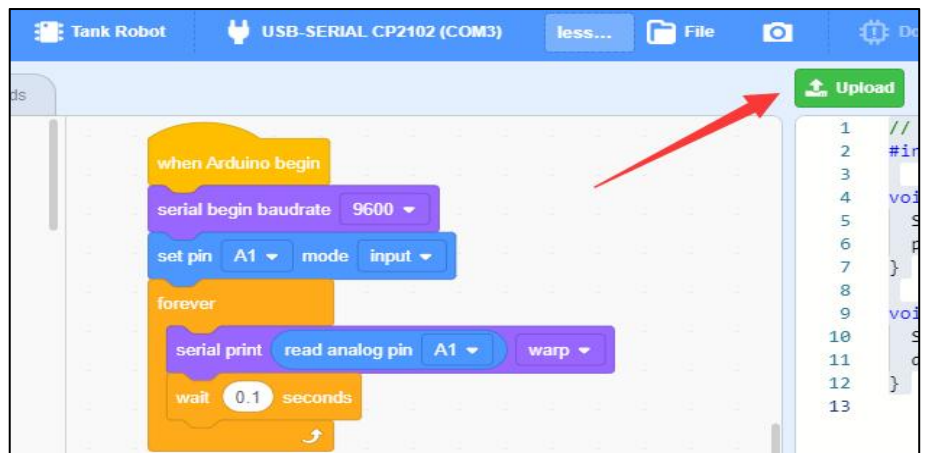 Tank Robot USB-SERIAL CP2102 (COM3) less... File
ds
Upload
when Arduino begin
serial begin baudrate 9600
set pin A1 mode input
forever
serial print read analog pin A1 warp
wait 0.1 seconds
1 //
2 #in
3
4 voi
5 S
6 p
7 }
8
9 voi
10 S
11 d
12 }
13